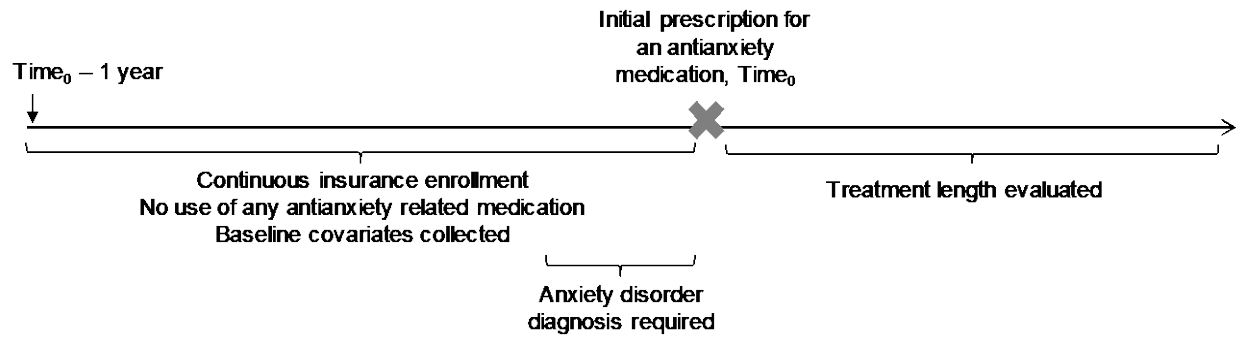 Initial prescription for
an antianxiety
medication, Time₀
Time₀ – 1 year
Continuous insurance enrollment
No use of any antianxiety related medication
Baseline covariates collected
Treatment length evaluated
Anxiety disorder
diagnosis required